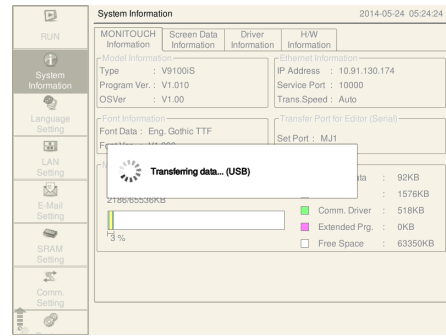 System Information
2014-05-24 05:24:24
RUN
System
Information
Language
Setting
LAN
Setting
E-Mail
Setting
SRAM
Setting
Comm.
Setting
MONITOUCH
Information
Screen Data
Information
Driver
Information
H/W
Information
Model Information
Type : V9100iS
Program Ver. : V1.010
OSVer : V1.00
Ethernet Information
IP Address : 10.91.130.174
Service Port : 10000
Trans.Speed : Auto
Font Information
Font Data : Eng. Gothic TTF
Transfer Port for Editor (Serial)
Set Port : MJ1
Transferring data... (USB)
2186/65536KB
3 %
: 92KB
: 1576KB
Comm. Driver : 518KB
Extended Prg. : 0KB
Free Space : 63350KB